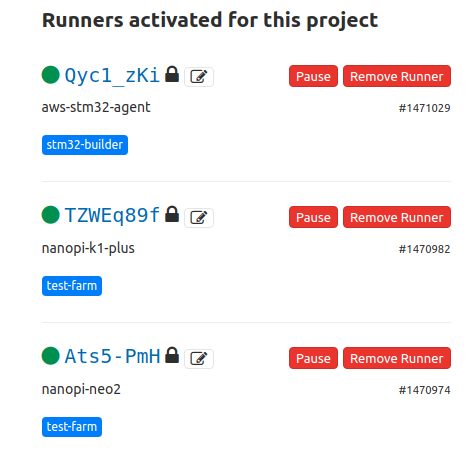 Runners activated for this project
Qyc1_zKi Pause Remove Runner
aws-stm32-agent #1471029
stm32-builder
TZWEq89f Pause Remove Runner
nanopi-k1-plus #1470982
test-farm
Ats5-PmH Pause Remove Runner
nanopi-neo2 #1470974
test-farm